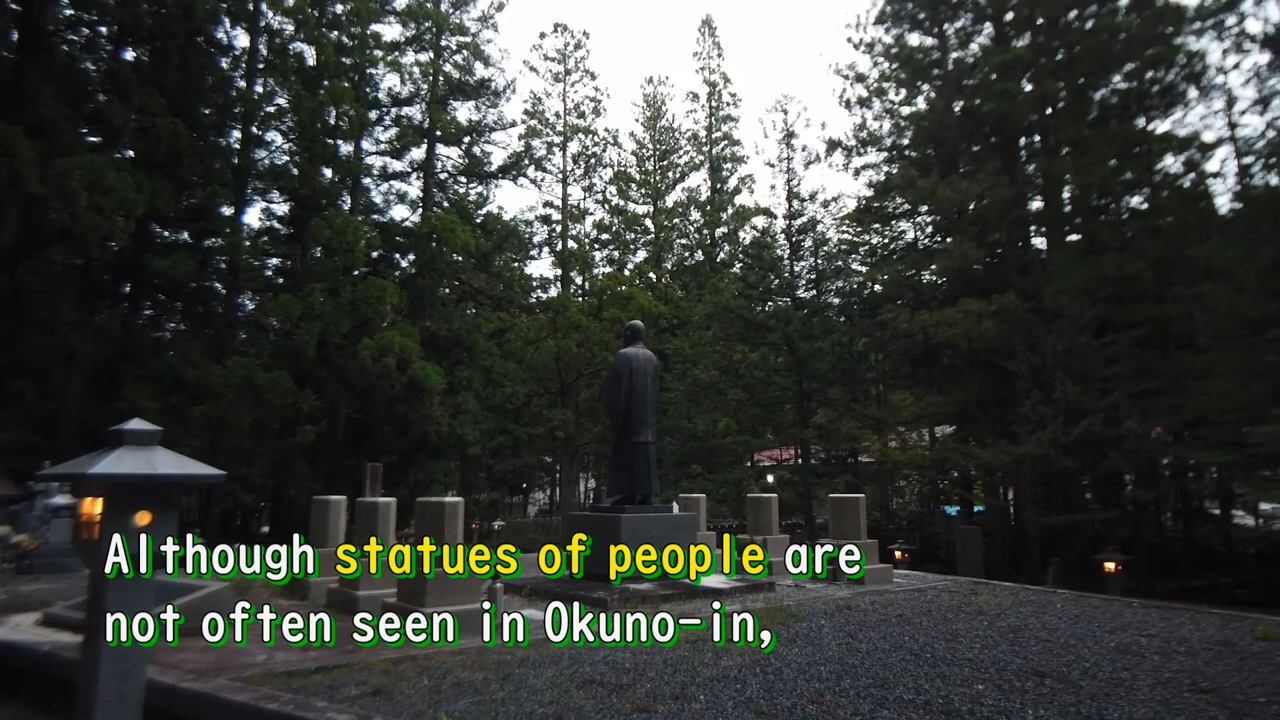 Although statues of people are
not often seen in Okuno-in,